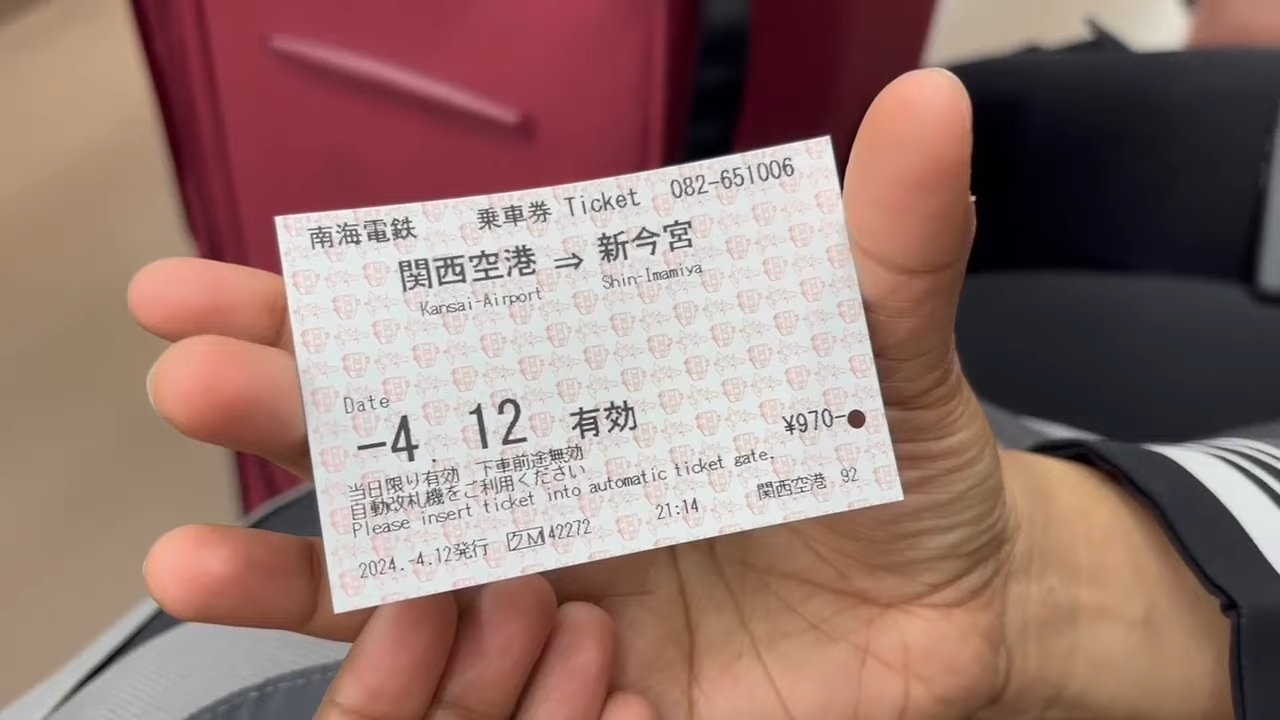 南海電鉄 乗車券 Ticket 082-651006
関西空港 ⇒ 新今宮
Kansai-Airport Shin-Imamiya
Date
-4. 12 有効 ¥970-
当日限り有効 下車前途無効
自動改札機をご利用ください
Please insert ticket into automatic ticket gate.
2024.-4.12発行 42272 21:14 関西空港 92